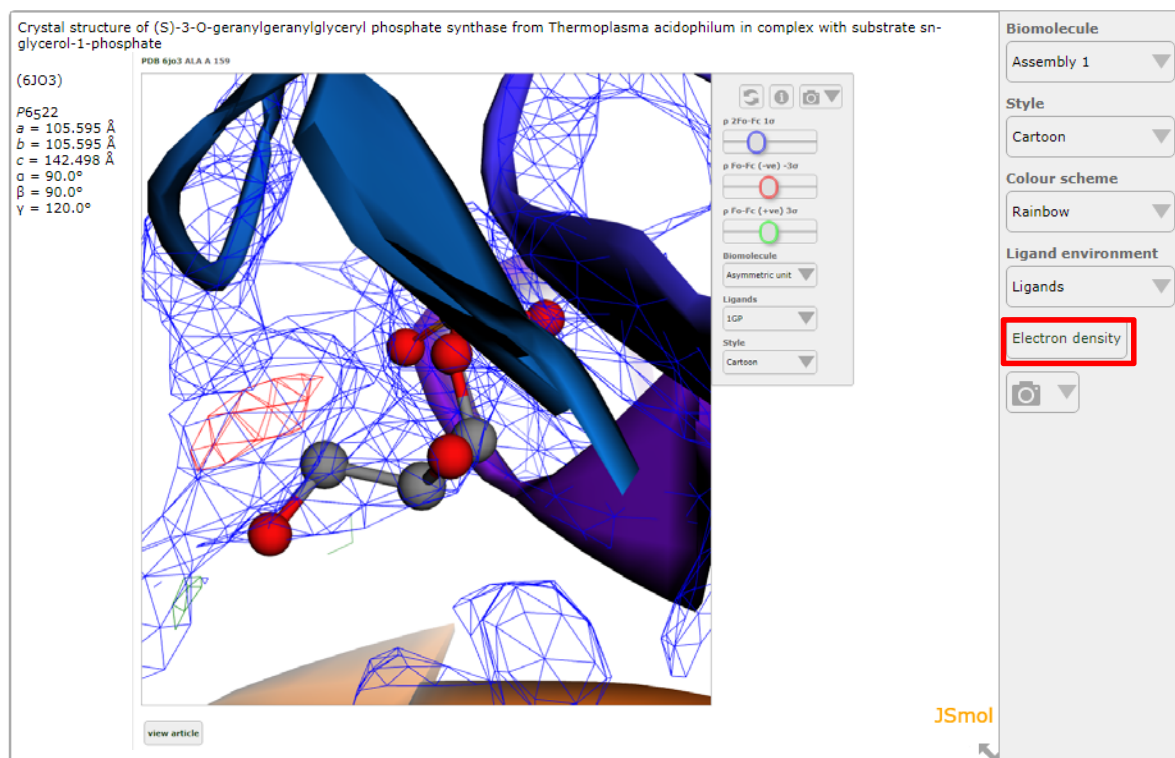 Crystal structure of (S)-3-O-geranylgeranylglyceryl phosphate synthase from Thermoplasma acidophilum in complex with substrate sn-
glycerol-1-phosphate
(6JO3)
P6522
a = 105.595 Å
b = 105.595 Å
c = 142.498 Å
α = 90.0°
β = 90.0°
γ = 120.0°
PDB 6jo3 ALA A 159
ρ 2Fo-Fc 1σ
ρ Fo-Fc (-ve) -3σ
ρ Fo-Fc (+ve) 3σ
Biomolecule
Asymmetric unit
Ligands
1GP
Style
Cartoon
view article
JSmol
Biomolecule
Assembly 1
Style
Cartoon
Colour scheme
Rainbow
Ligand environment
Ligands
Electron density